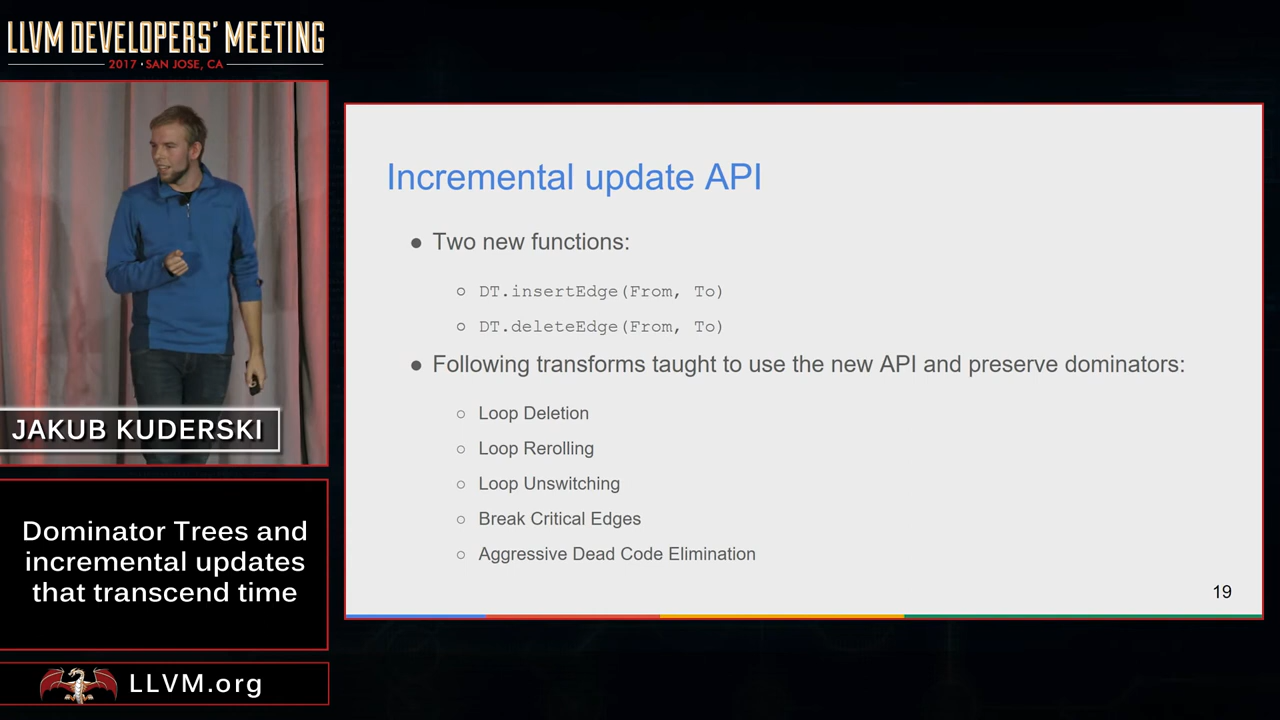 LLVM DEVELOPERS' MEETING
2017 • SAN JOSE, CA
JAKUB KUDERSKI
Dominator Trees and
incremental updates
that transcend time
LLVM.org
Incremental update API
● Two new functions:
○ DT.insertEdge(From, To)
○ DT.deleteEdge(From, To)
● Following transforms taught to use the new API and preserve dominators:
○ Loop Deletion
○ Loop Rerolling
○ Loop Unswitching
○ Break Critical Edges
○ Aggressive Dead Code Elimination
19